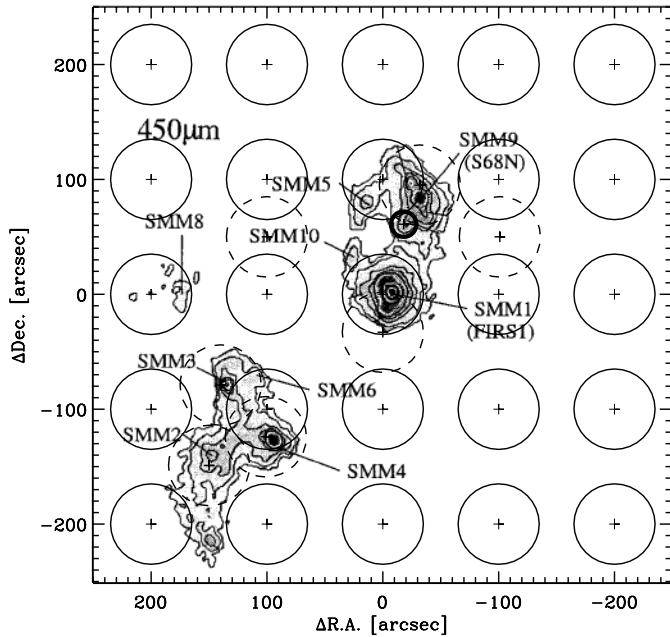 200
450μm
SMM9
(S68N)
100
SMM5
SMM8
SMM10
0
SMM1
(FIRS1)
SMM3
SMM6
-100
SMM2
SMM4
-200
200 100 0 -100 -200
ΔR.A. [arcsec]
ΔDec. [arcsec]